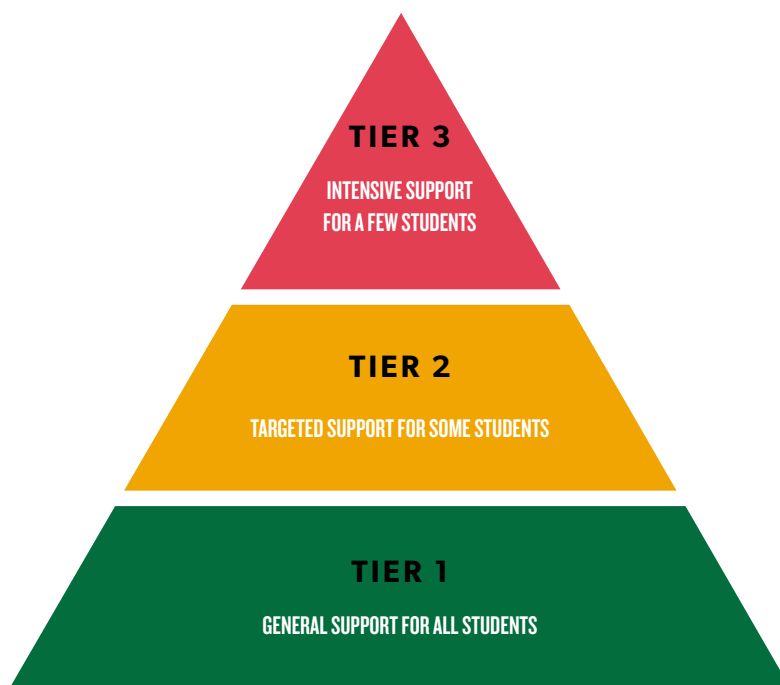 TIER 3
INTENSIVE SUPPORT
FOR A FEW STUDENTS
TIER 2
TARGETED SUPPORT FOR SOME STUDENTS
TIER 1
GENERAL SUPPORT FOR ALL STUDENTS